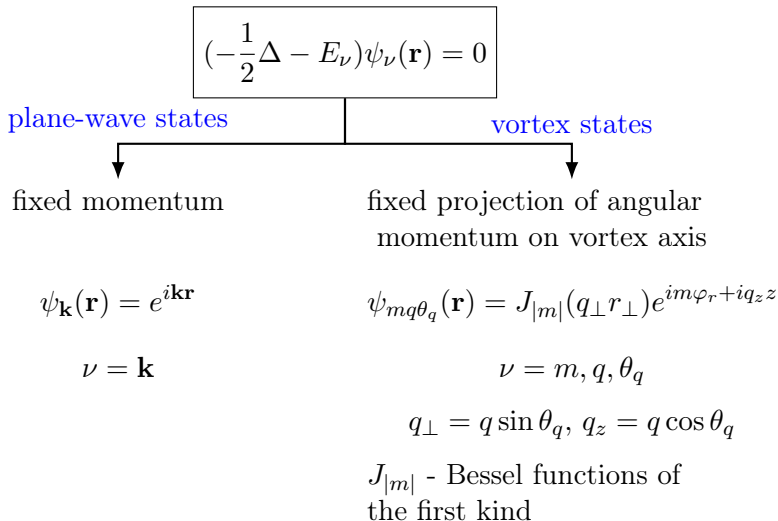 (-\frac{1}{2}Δ - E_ν)ψ_ν(𝐫) = 0
plane-wave states
vortex states
fixed momentum
ψ_𝐤(𝐫) = e^{i𝐤𝐫}
ν = 𝐤
fixed projection of angular
momentum on vortex axis
ψ_{mqθ_q}(𝐫) = J_{|m|}(q_⊥r_⊥)e^{imφ_r+iq_z z}
ν = m, q, θ_q
q_⊥ = q sin θ_q, q_z = q cos θ_q
J_{|m|} - Bessel functions of
the first kind